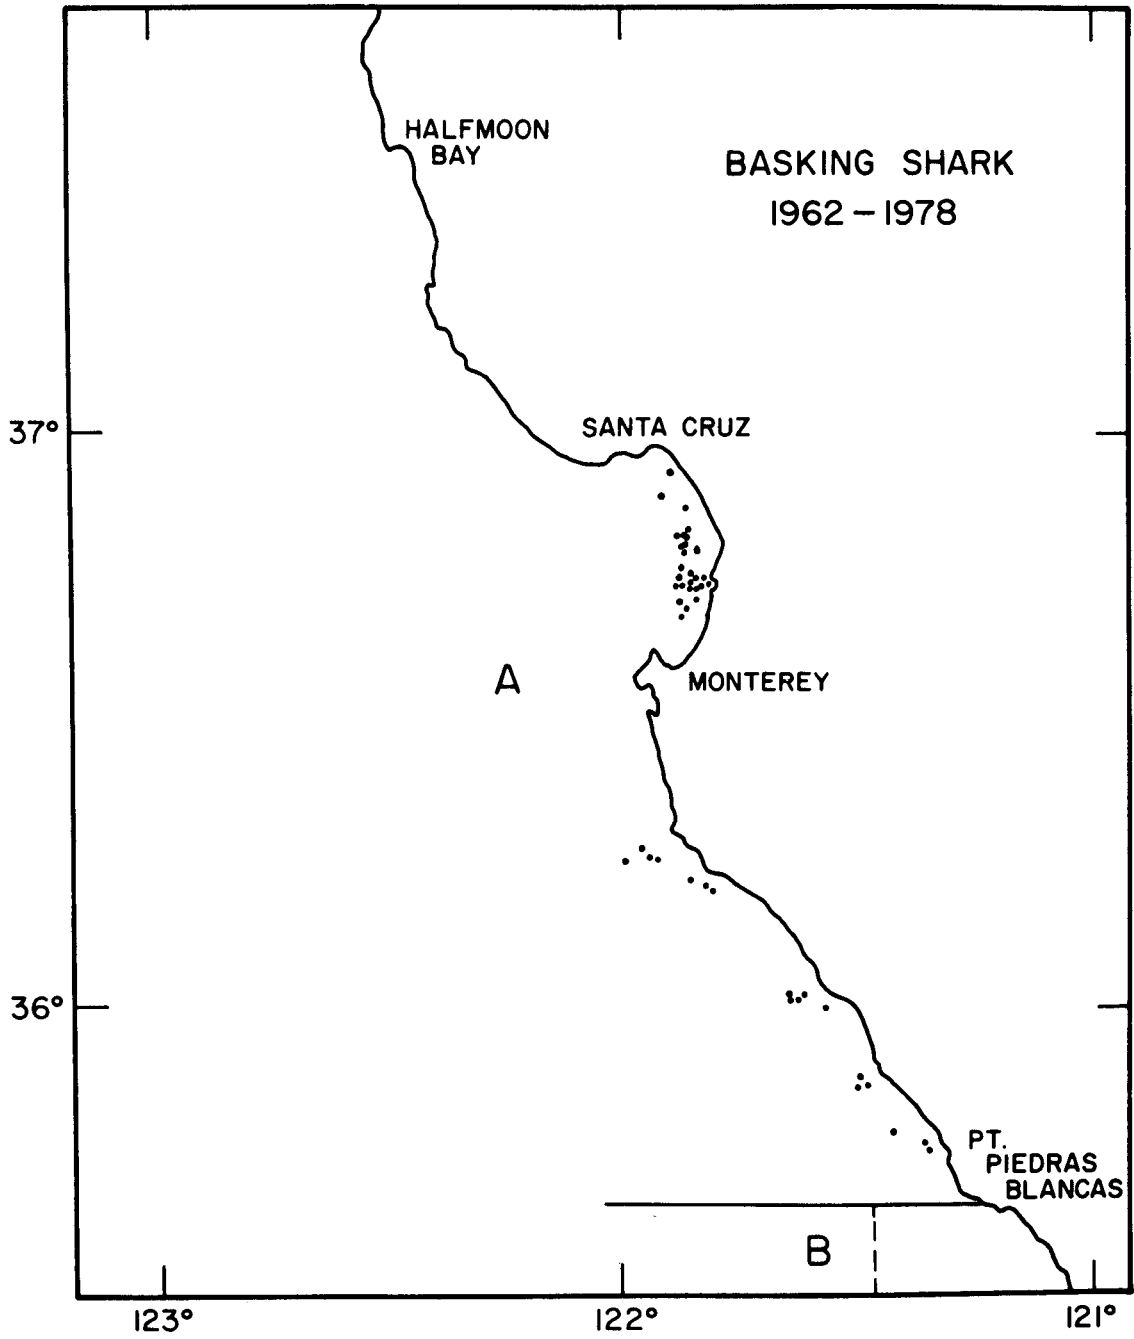 HALFMOON
BAY
BASKING SHARK
1962 – 1978
37°
SANTA CRUZ
A
MONTEREY
36°
PT.
PIEDRAS
BLANCAS
B
123°
122°
121°